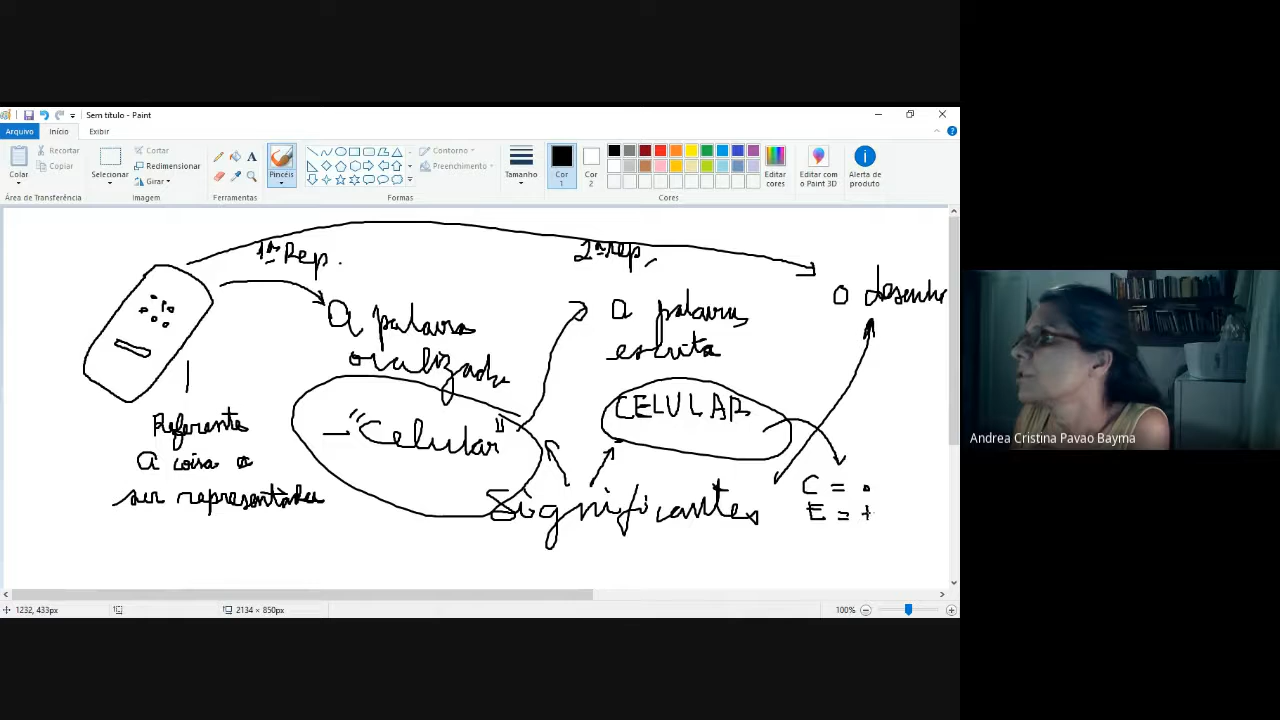 Sem título - Paint
Arquivo Início Exibir
Colar
Recortar
Copiar
Área de Transferência
Selecionar
Redimensionar
Girar
Imagem
Ferramentas
Pincéis
Contorno
Preenchimento
Formas
Tamanho
Cor 1
Cor 2
Editar cores
Cores
Editar com o Paint 3D
Alerta de produto
1ª Rep.
2ª rep.
O desenho
A palavra
oralizada
A palavra
escrita
- "Celular"
CELULAR
Referente
A coisa a
ser representada
Significantes
C = .
E = +
Andrea Cristina Pavao Bayma
1232, 433px
2134 × 850px
100%